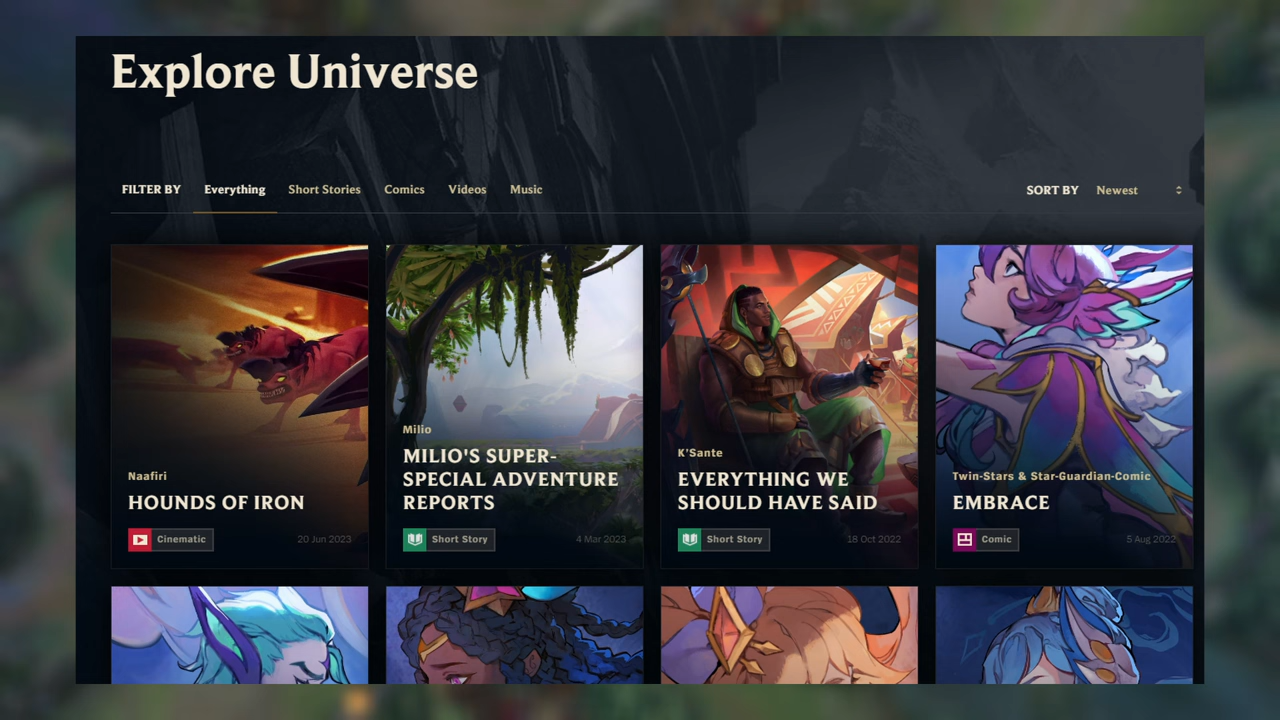 Explore Universe
FILTER BY Everything Short Stories Comics Videos Music SORT BY Newest
Naafiri
HOUNDS OF IRON
Cinematic 20 Jun 2023
Milio
MILIO'S SUPER-
SPECIAL ADVENTURE
REPORTS
Short Story 4 Mar 2023
K'Sante
EVERYTHING WE
SHOULD HAVE SAID
Short Story 18 Oct 2022
Twin-Stars & Star-Guardian-Comic
EMBRACE
Comic 5 Aug 2022